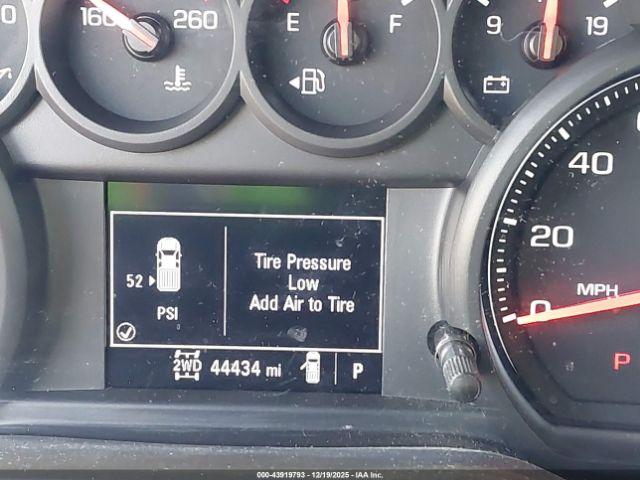 160 260
E F
9 19
40
20
0
MPH
P
52
PSI
Tire Pressure
Low
Add Air to Tire
2WD 44434 mi P
000-43919793 - 12/19/2025 - IAA Inc.